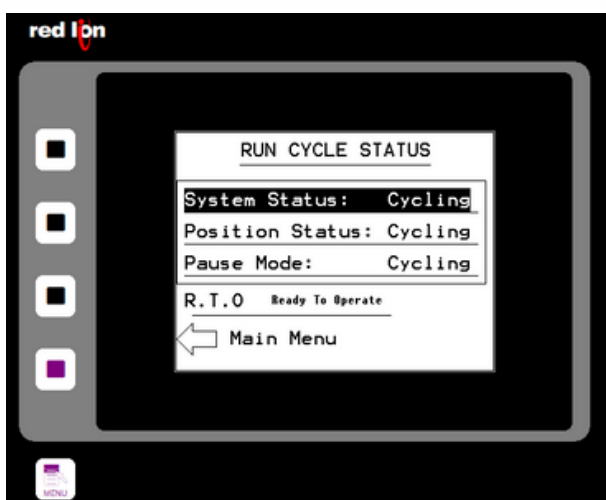 red lion
RUN CYCLE STATUS
System Status: Cycling
Position Status: Cycling
Pause Mode: Cycling
R.T.O Ready To Operate
Main Menu
MENU